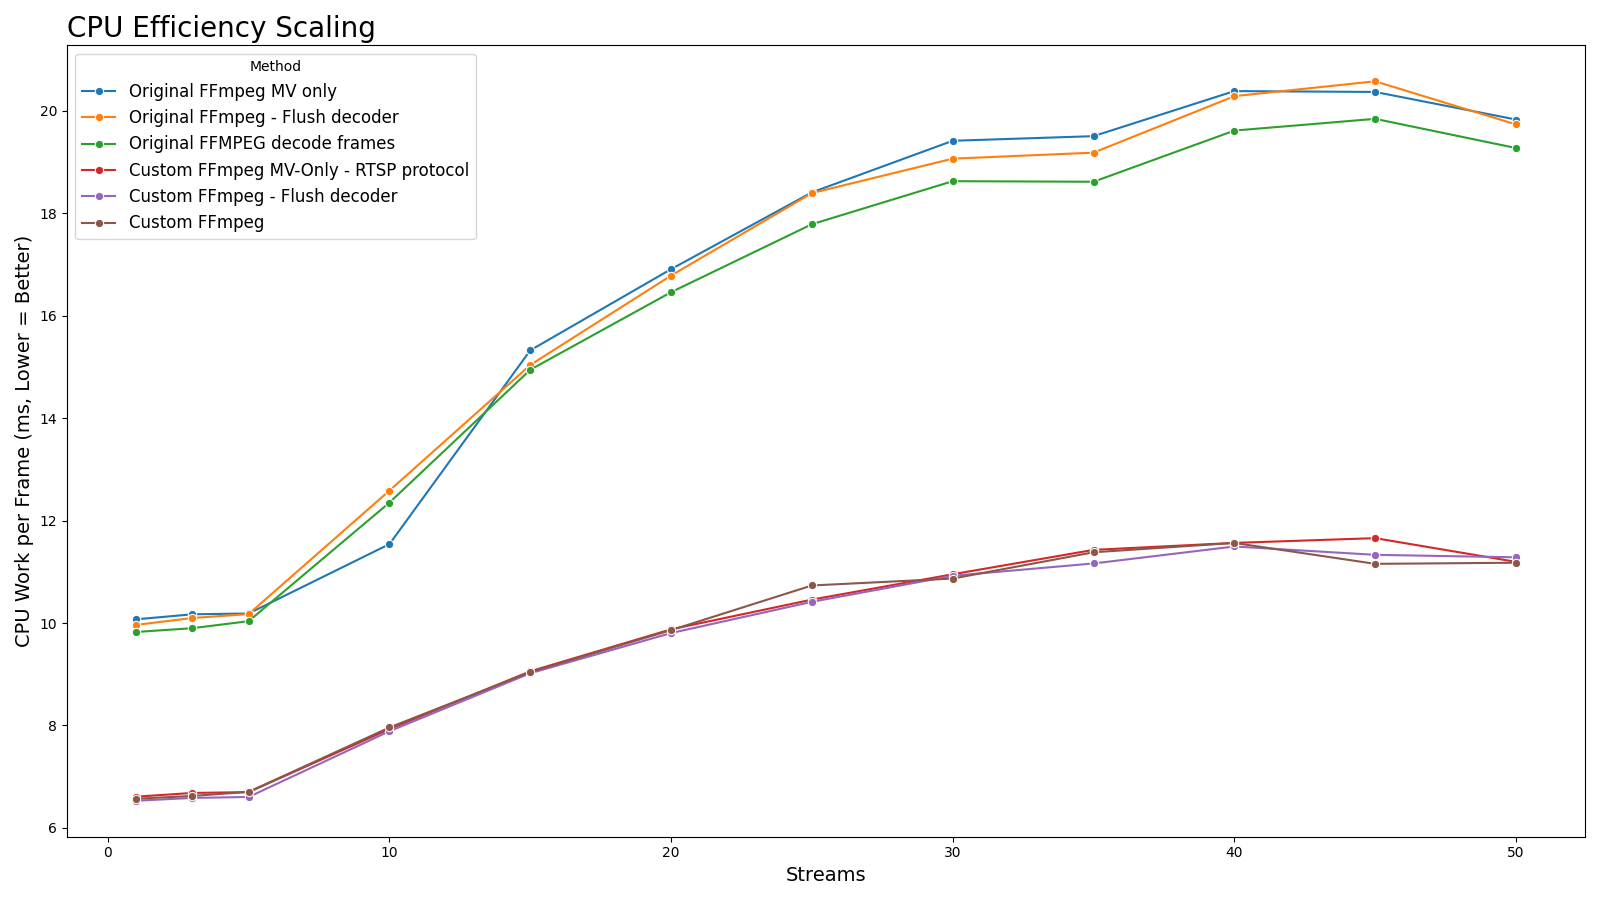 CPU Efficiency Scaling
Method
Original FFmpeg MV only
Original FFmpeg - Flush decoder
Original FFMPEG decode frames
Custom FFmpeg MV-Only - RTSP protocol
Custom FFmpeg - Flush decoder
Custom FFmpeg
CPU Work per Frame (ms, Lower = Better)
20
18
16
14
12
10
8
6
0 10 20 30 40 50
Streams